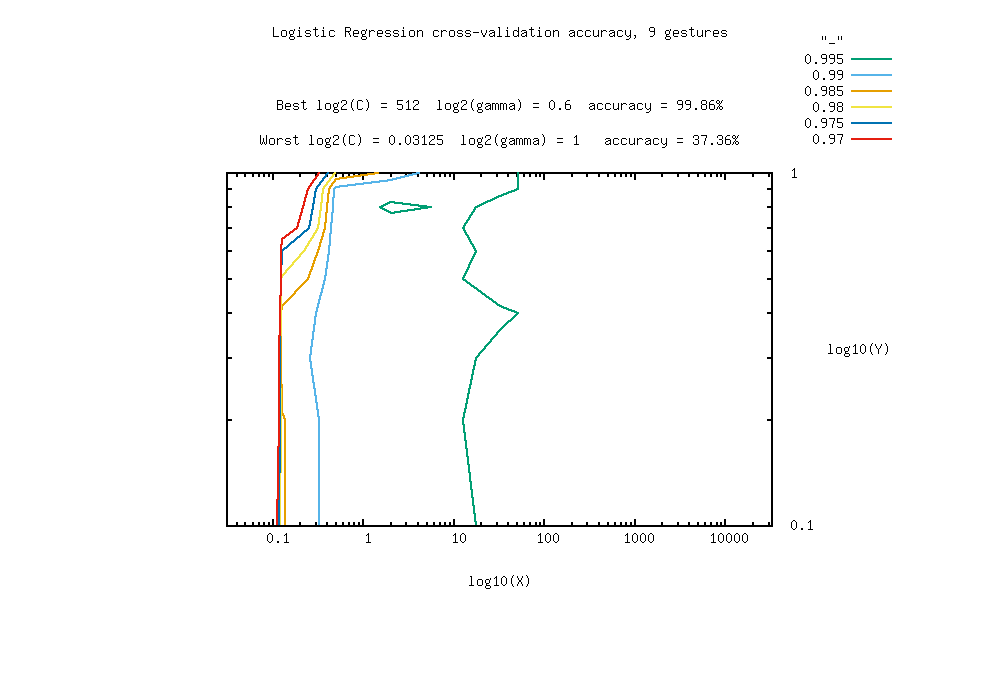 Logistic Regression cross-validation accuracy, 9 gestures
"_"
0.995
0.99
0.985
0.98
0.975
0.97
Best log2(C) = 512  log2(gamma) = 0.6  accuracy = 99.86%
Worst log2(C) = 0.03125  log2(gamma) = 1   accuracy = 37.36%
1
log10(Y)
0.1
0.1 1 10 100 1000 10000
log10(X)